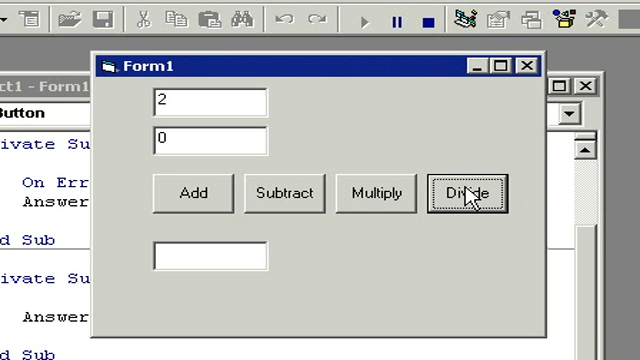 Form1
ct1 - Form1
Button
2
0
Add Subtract Multiply Divide
ivate Su
On Err
Answer
d Sub
ivate Su
Answer
d Sub